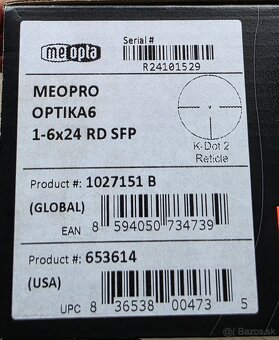 meopta
Serial #
R24101529
MEOPRO
OPTIKA6
1-6x24 RD SFP
K-Dot 2
Reticle
Product #: 1027151 B
(GLOBAL)
EAN 8 594050 734739
Product #: 653614
(USA)
UPC 8 36538 00473 5
Bazos.sk